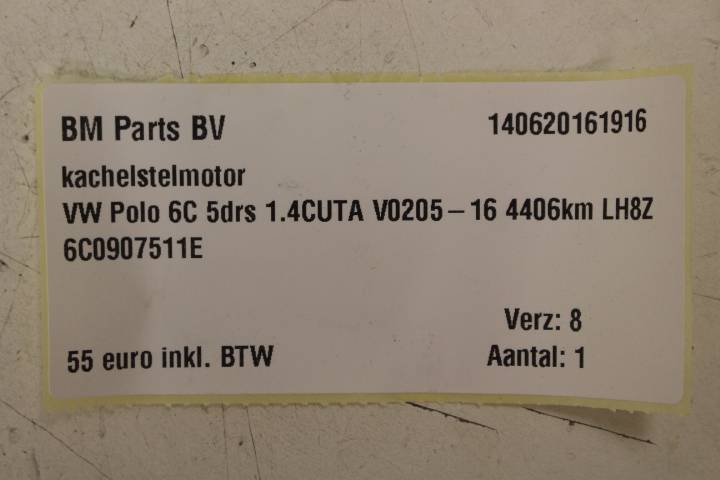 BM Parts BV 140620161916
kachelstelmotor
VW Polo 6C 5drs 1.4CUTA V0205-16 4406km LH8Z
6C0907511E
Verz: 8
55 euro inkl. BTW Aantal: 1